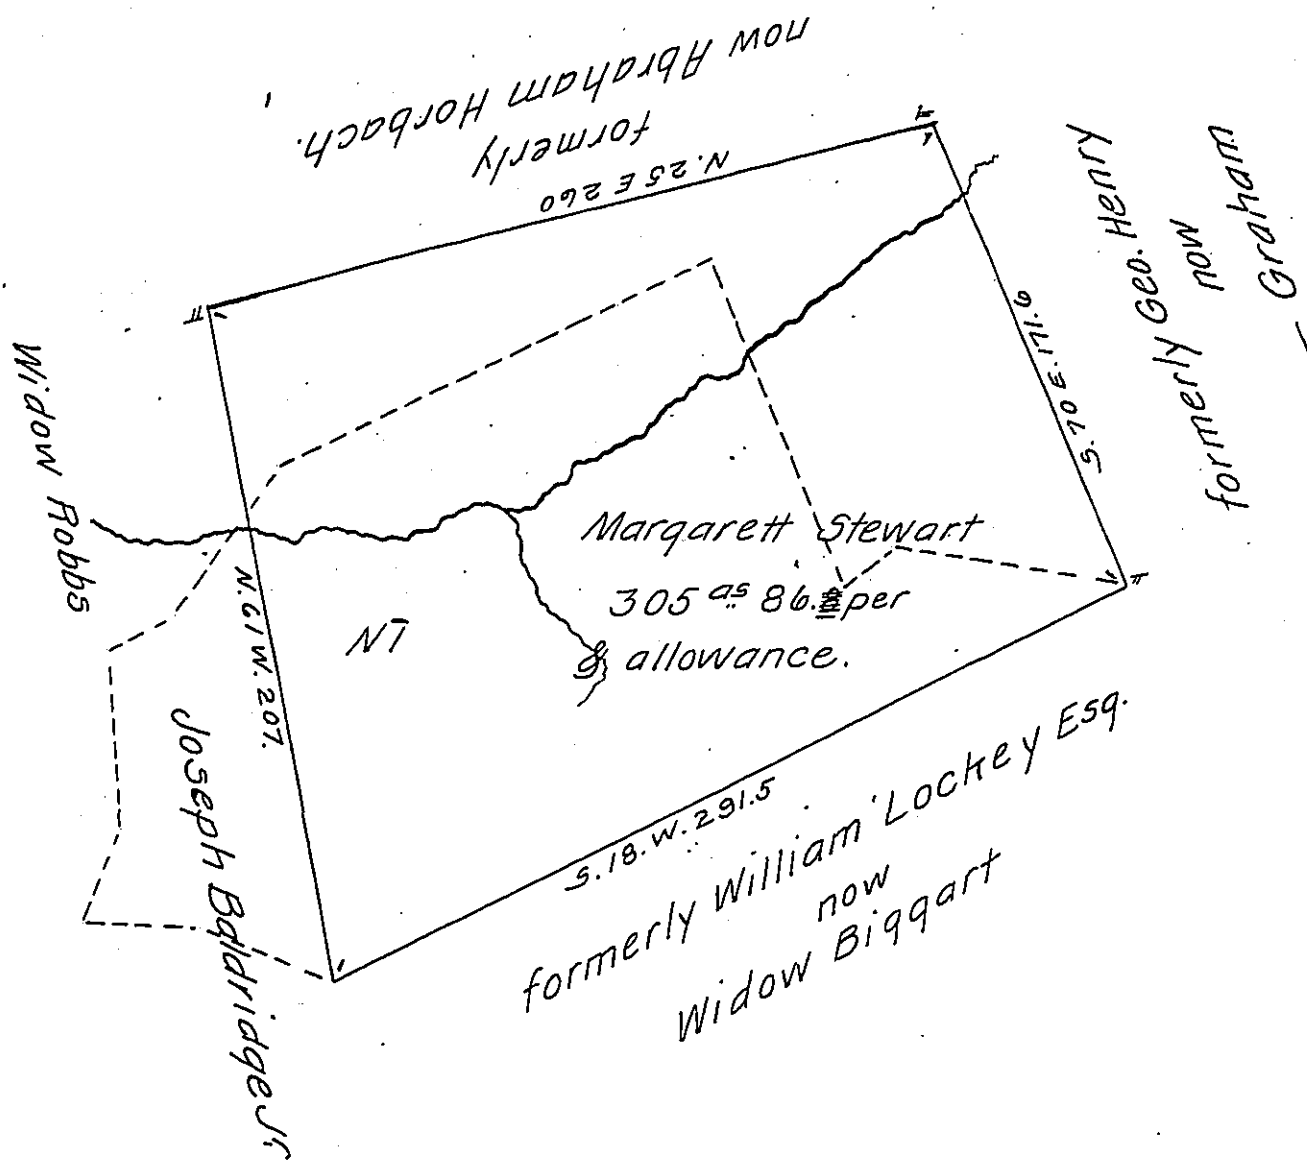 formerly
now Abraham Horbach.
N. 25 E 260
formerly Geo. Henry
now
Graham
S. 70 E. 171.6
Widow Robbs
N. 61 W. 207.
Joseph Baldridge Jr.
Margarett Stewart
305 as 86. per
& allowance.
S. 18. W. 291.5
formerly William Lockey Esq.
now
Widow Biggart